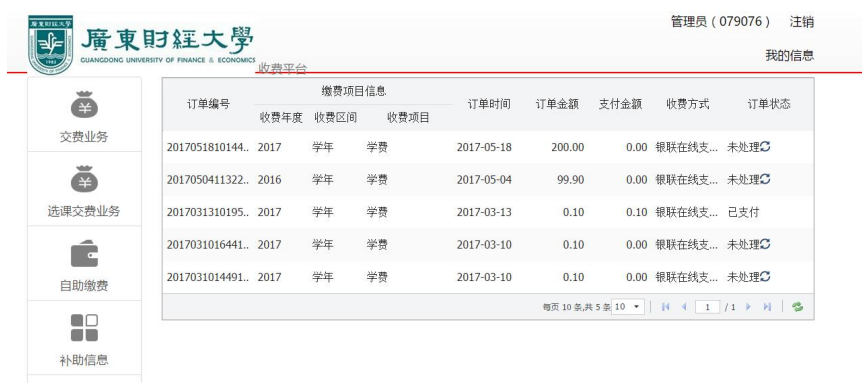 管理员（079076） 注销
廣東財經大學
GUANGDONG UNIVERSITY OF FINANCE & ECONOMICS
收费平台
我的信息
交费业务
选课交费业务
自助缴费
补助信息
订单编号 缴费项目信息 订单时间 订单金额 支付金额 收费方式 订单状态
收费年度 收费区间 收费项目
2017051810144.. 2017 学年 学费 2017-05-18 200.00 0.00 银联在线支... 未处理
2017050411322.. 2016 学年 学费 2017-05-04 99.90 0.00 银联在线支... 未处理
2017031310195.. 2017 学年 学费 2017-03-13 0.10 0.10 银联在线支... 已支付
2017031016441.. 2017 学年 学费 2017-03-10 0.10 0.00 银联在线支... 未处理
2017031014491.. 2017 学年 学费 2017-03-10 0.10 0.00 银联在线支... 未处理
每页 10 条,共 5 条 10 1 / 1